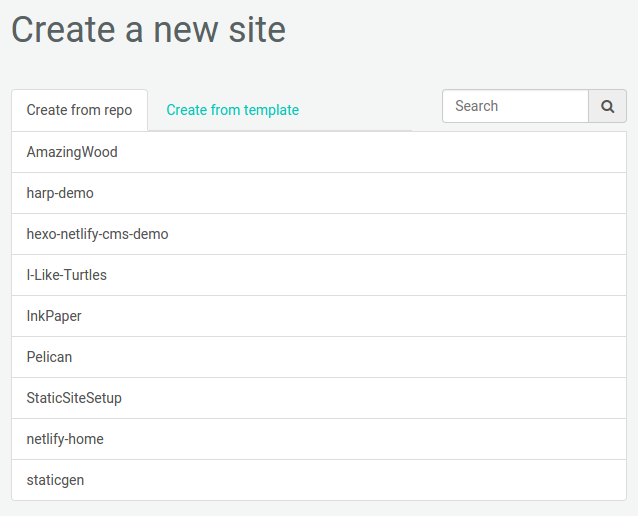 Create a new site
Create from repo Create from template Search
AmazingWood
harp-demo
hexo-netlify-cms-demo
I-Like-Turtles
InkPaper
Pelican
StaticSiteSetup
netlify-home
staticgen